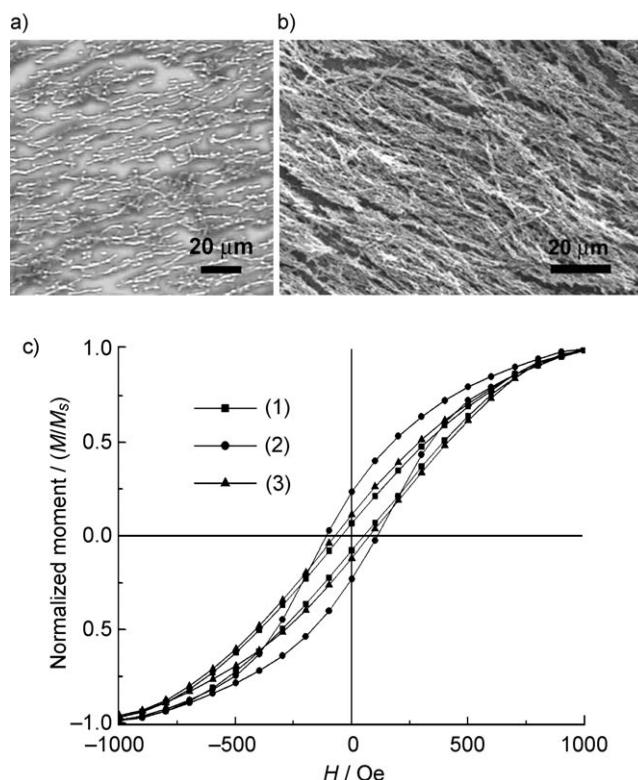 a)
b)
20 μm
20 μm
c)
1.0
(1)
0.5
(2)
(3)
0.0
0.5
–1.0
Normalized moment / (M/Ms)
–1000
–500
0
500
1000
H / Oe